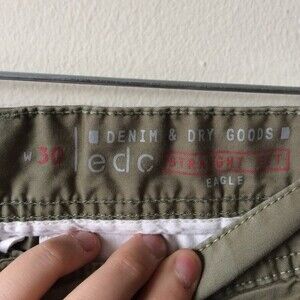 DENIM & DRY GOODS
W 30
edc STRAIGHT FIT
EAGLE